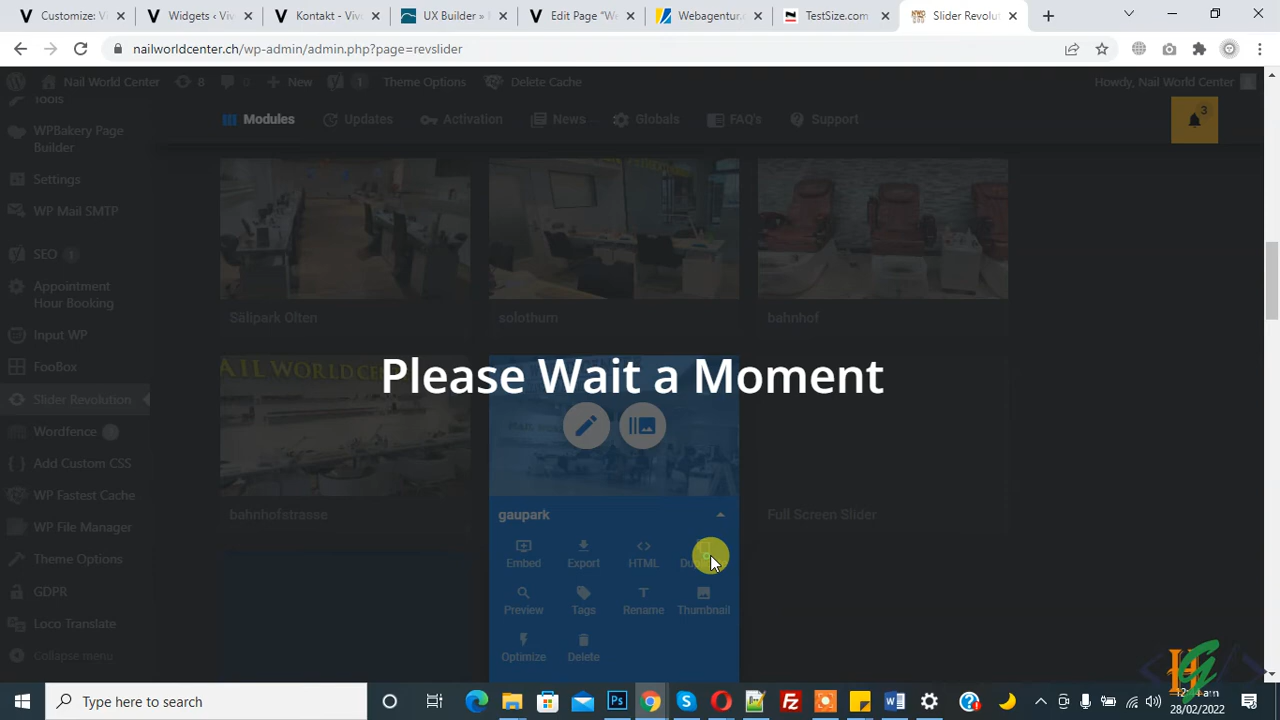 Customize: Vi
Widgets ‹ Viv
Kontakt - Viv
UX Builder » I
Edit Page "We
Webagentur.
TestSize.com
Slider Revolut
nailworldcenter.ch/wp-admin/admin.php?page=revslider
Nail World Center
8
0
New
1
Theme Options
Delete Cache
Howdy, Nail World Center
Tools
WPBakery Page
Builder
Settings
WP Mail SMTP
SEO 1
Appointment
Hour Booking
Input WP
FooBox
Slider Revolution
Wordfence
Add Custom CSS
WP Fastest Cache
WP File Manager
Theme Options
GDPR
Loco Translate
Collapse menu
Modules
Updates
Activation
News
Globals
FAQ's
Support
3
Sälipark Olten
solothurn
bahnhof
Please Wait a Moment
bahnhofstrasse
gaupark
Full Screen Slider
Embed
Export
HTML
Preview
Tags
Rename
Thumbnail
Optimize
Delete
Type here to search
28/02/2022